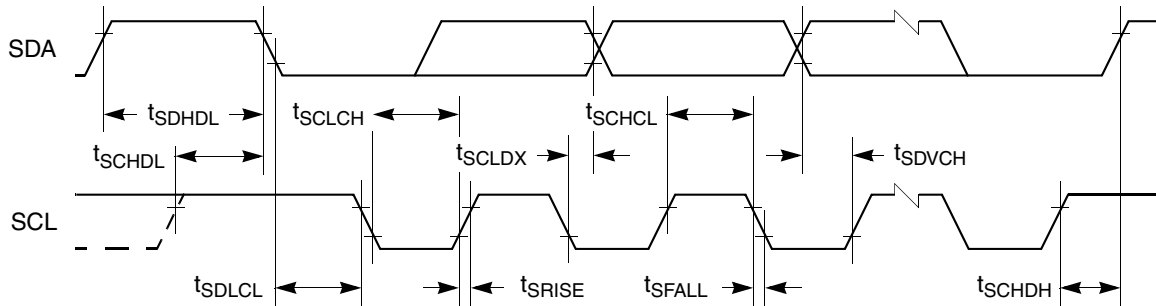 SDA
tSDHDL
tSCLCH
tSCHCL
tSCHDL
tSCLDX
tSDVCH
SCL
tSDLCL
tSRISE
tSFALL
tSCHDH